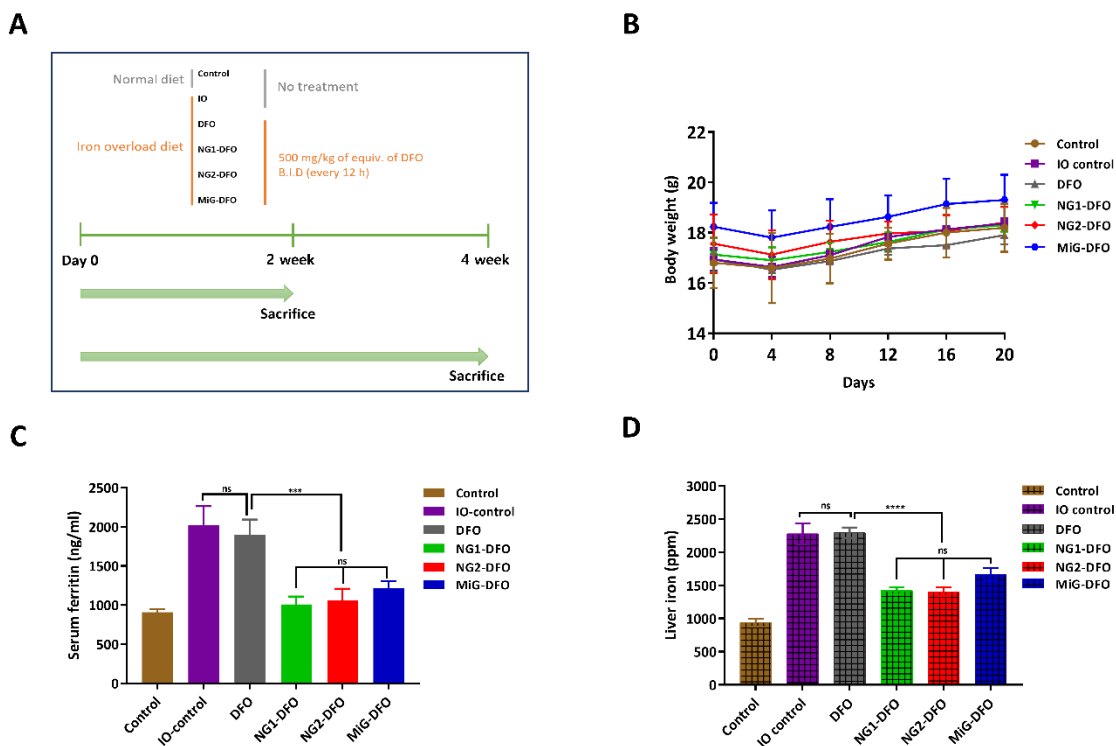 A
Normal diet
Control
IO
DFO
NG1-DFO
NG2-DFO
MiG-DFO
Iron overload diet
No treatment
500 mg/kg of equiv. of DFO
B.I.D (every 12 h)
Day 0
2 week
4 week
Sacrifice
Sacrifice
B
Body weight (g)
22
20
18
16
14
0
4
8
12
16
20
Days
Control
IO control
DFO
NG1-DFO
NG2-DFO
MiG-DFO
C
Serum ferritin (ng/ml)
2500
2000
1500
1000
500
0
ns
***
ns
Control
IO-control
DFO
NG1-DFO
NG2-DFO
MiG-DFO
Control
IO-control
DFO
NG1-DFO
NG2-DFO
MiG-DFO
D
Liver iron (ppm)
3000
2500
2000
1500
1000
500
0
ns
****
ns
Control
IO control
DFO
NG1-DFO
NG2-DFO
MiG-DFO
Control
IO control
DFO
NG1-DFO
NG2-DFO
MiG-DFO